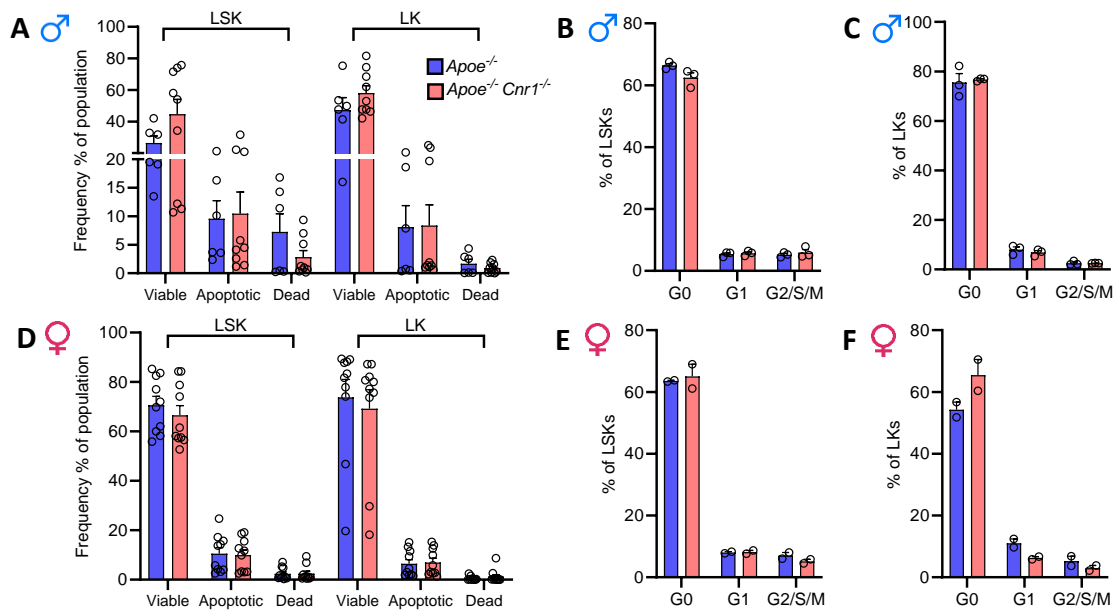 A ♂
LSK
LK
Frequency % of population
100
80
60
40
20
20
15
10
5
0
Viable Apoptotic Dead Viable Apoptotic Dead
Apoe-/-
Apoe-/- Cnr1-/-
B ♂
% of LSKs
80
60
40
20
0
G0 G1 G2/S/M
C ♂
% of LKs
100
80
60
40
20
0
G0 G1 G2/S/M
D ♀
LSK
LK
Frequency % of population
100
80
60
40
20
0
Viable Apoptotic Dead Viable Apoptotic Dead
E ♀
% of LSKs
80
60
40
20
0
G0 G1 G2/S/M
F ♀
% of LKs
80
60
40
20
0
G0 G1 G2/S/M